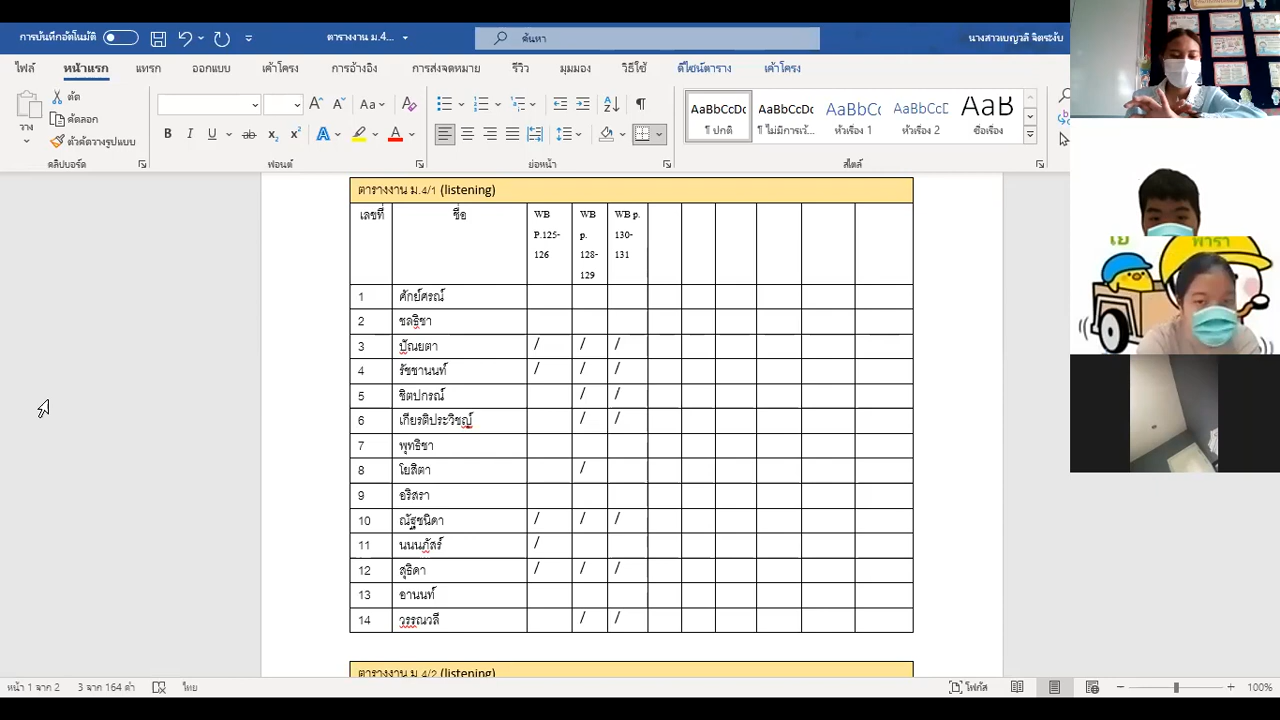 การบันทึกอัตโนมัติ
ตารางงาน ม.4...
ค้นหา
นางสาวเบญวลี จิตระงับ
ไฟล์ หน้าแรก แทรก ออกแบบ เค้าโครง การอ้างอิง การส่งจดหมาย รีวิว มุมมอง วิธีใช้ ดีไซน์ตาราง เค้าโครง
วาง
ตัด
คัดลอก
ตัวคัดวางรูปแบบ
คลิปบอร์ด
ฟอนต์
ย่อหน้า
AaBbCcDc AaBbCcDc AaBbCc AaBbCcD AaB
ปกติ ไม่มีการเว้... หัวเรื่อง 1 หัวเรื่อง 2 ชื่อเรื่อง
สไตล์
ตารางงาน ม.4/1 (listening)
เลขที่ ชื่อ WB P.125-126 WB p. 128-129 WB p. 130-131
1 ศักย์ศรณ์
2 ชลธิชา
3 ปัณยตา / / /
4 รัชชานนท์ / / /
5 ชิตปกรณ์ / /
6 เกียรติประวิชญ์ / /
7 พุทธิชา
8 โยสิตา /
9 อริสรา
10 ณัฐชนิดา / / /
11 นนนภัสร์ /
12 สุธิดา / / /
13 อานนท์
14 วรรณวลี / /
ตารางงาน ม.4/2 (listening)
หน้า 1 จาก 2 3 จาก 164 คำ ไทย
โฟกัส
100%
พารา